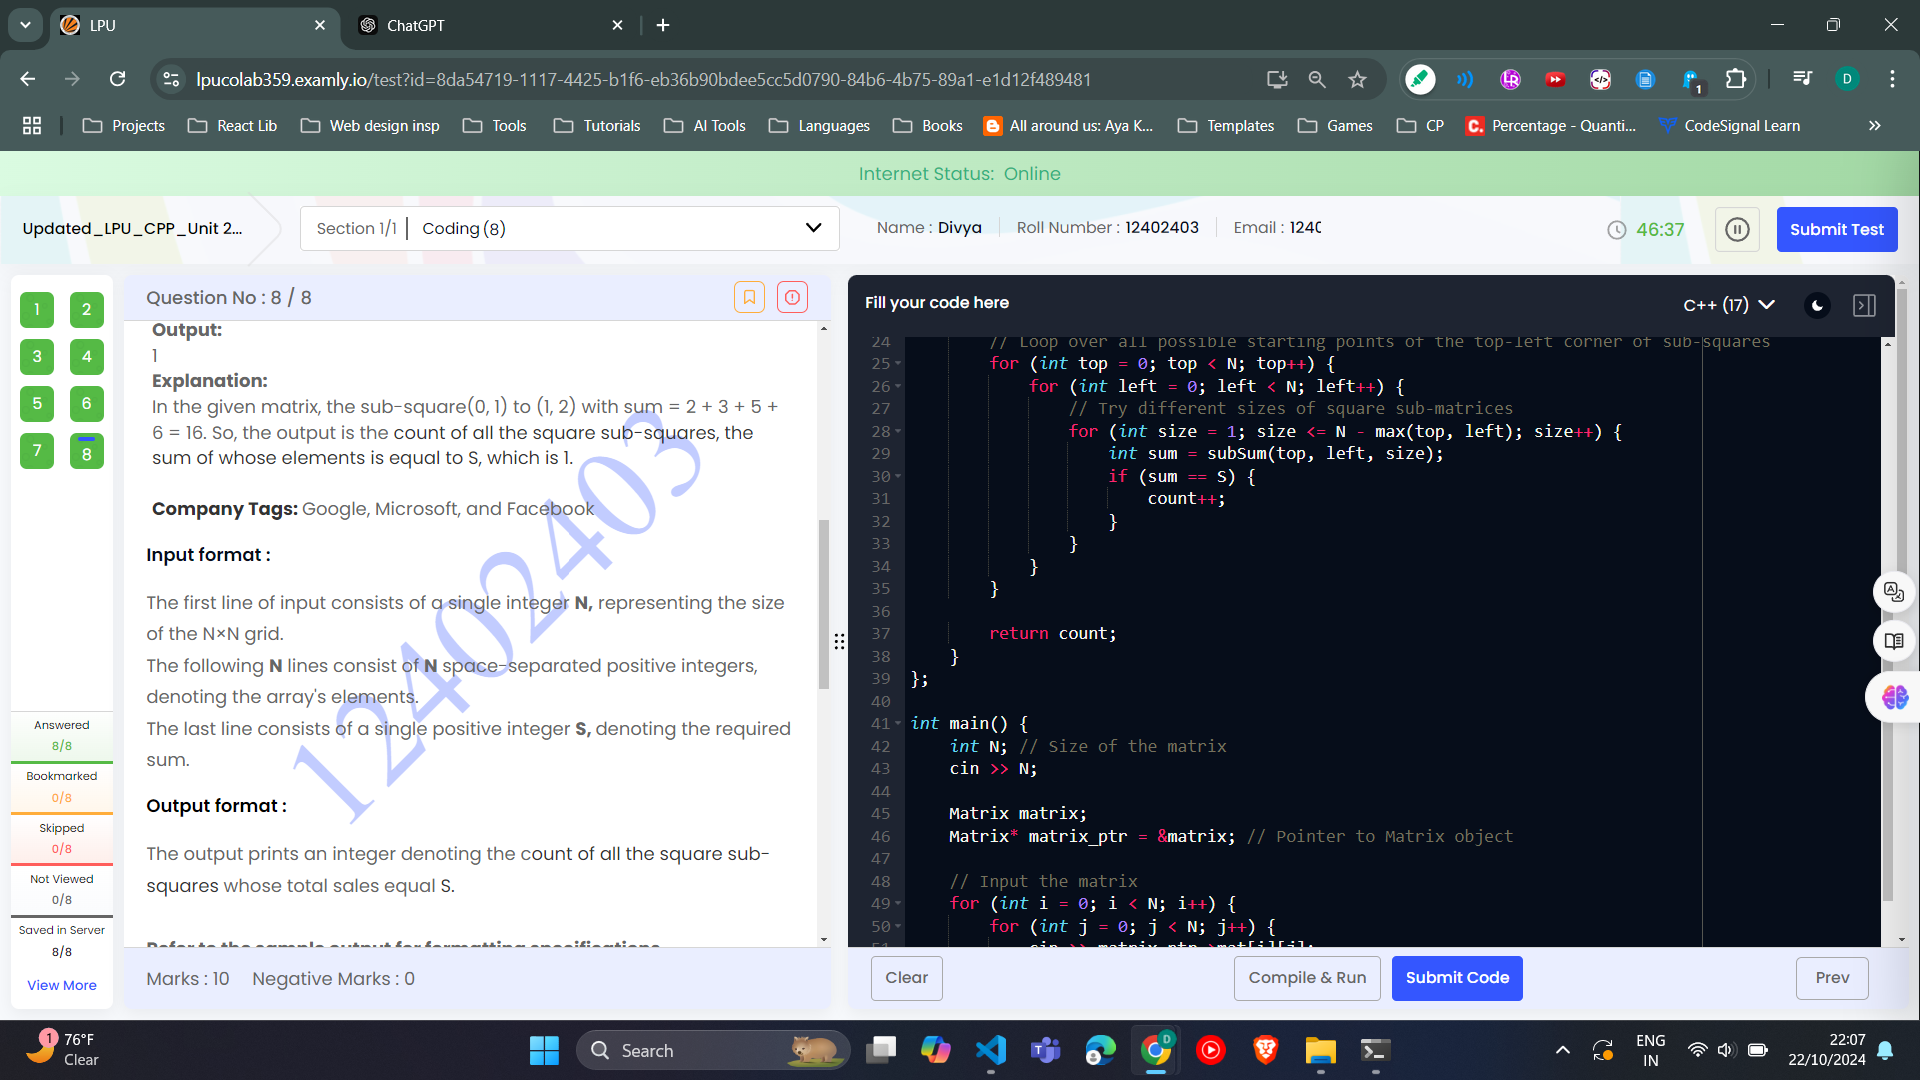 LPU
ChatGPT
lpucolab359.examly.io/test?id=8da54719-1117-4425-b1f6-eb36b90bdee5cc5d0790-84b6-4b75-89a1-e1d12f489481
1
D
Projects
React Lib
Web design insp
Tools
Tutorials
AI Tools
Languages
Books
All around us: Aya K...
Templates
Games
CP
Percentage - Quanti...
CodeSignal Learn
Internet Status: Online
Updated_LPU_CPP_Unit 2...
Section 1/1 | Coding (8)
Name : Divya
Roll Number : 12402403
Email : 1240
46:37
Submit Test
1 2
3 4
5 6
7 8
Answered
8/8
Bookmarked
0/8
Skipped
0/8
Not Viewed
0/8
Saved in Server
8/8
View More
Question No : 8 / 8
Output:
1
Explanation:
In the given matrix, the sub-square(0, 1) to (1, 2) with sum = 2 + 3 + 5 +
6 = 16. So, the output is the count of all the square sub-squares, the
sum of whose elements is equal to S, which is 1.
Company Tags: Google, Microsoft, and Facebook
Input format :
The first line of input consists of a single integer N, representing the size
of the N×N grid.
The following N lines consist of N space-separated positive integers,
denoting the array's elements.
The last line consists of a single positive integer S, denoting the required
sum.
Output format :
The output prints an integer denoting the count of all the square sub-
squares whose total sales equal S.
Refer to the sample output for formatting specifications.
12402403
Marks : 10 Negative Marks : 0
Fill your code here
C++ (17)
24 // Loop over all possible starting points of the top-left corner of sub-squares
25 for (int top = 0; top < N; top++) {
26 for (int left = 0; left < N; left++) {
27 // Try different sizes of square sub-matrices
28 for (int size = 1; size <= N - max(top, left); size++) {
29 int sum = subSum(top, left, size);
30 if (sum == S) {
31 count++;
32 }
33 }
34 }
35 }
36
37 return count;
38 }
39 };
40
41 int main() {
42 int N; // Size of the matrix
43 cin >> N;
44
45 Matrix matrix;
46 Matrix* matrix_ptr = &matrix; // Pointer to Matrix object
47
48 // Input the matrix
49 for (int i = 0; i < N; i++) {
50 for (int j = 0; j < N; j++) {
51 cin >> matrix_ptr->mat[i][j];
Clear
Compile & Run
Submit Code
Prev
1
76°F
Clear
Search
D
ENG
IN
22:07
22/10/2024